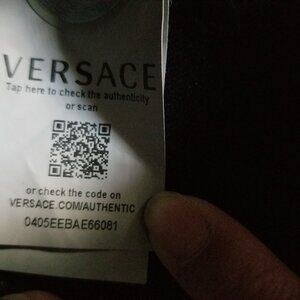 VERSACE
Tap here to check the authenticity
or scan
or check the code on
VERSACE.COM/AUTHENTIC
0405EEBAE66081